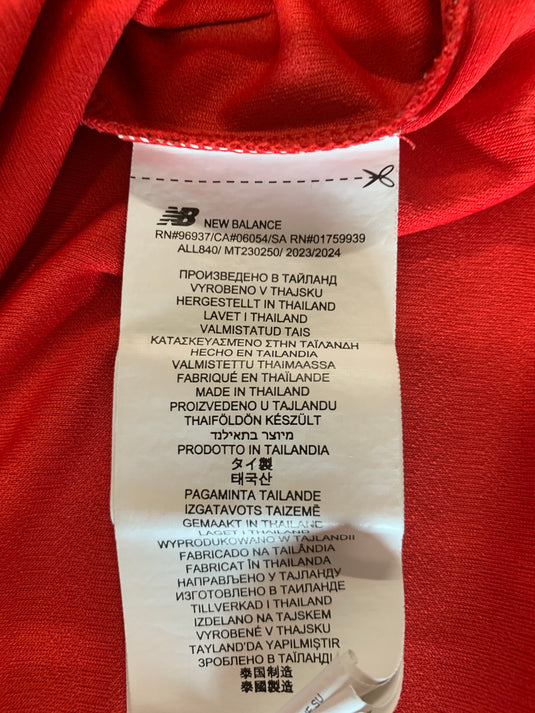 NB NEW BALANCE
RN#96937/CA#06054/SA RN#01759939
ALL840/ MT230250/ 2023/2024
ПРОИЗВЕДЕНО В ТАЙЛАНД
VYROBENO V THAJSKU
HERGESTELLT IN THAILAND
LAVET I THAILAND
VALMISTATUD TAIS
ΚΑΤΑΣΚΕΥΑΣΜΕΝΟ ΣΤΗΝ ΤΑΪΛΑΝΔΗ
HECHO EN TAILANDIA
VALMISTETTU THAIMAASSA
FABRIQUÉ EN THAÏLANDE
MADE IN THAILAND
PROIZVEDENO U TAJLANDU
THAIFÖLDÖN KÉSZÜLT
מיוצר בתאילנד
PRODOTTO IN TAILANDIA
タイ製
태국산
PAGAMINTA TAILANDE
IZGATAVOTS TAIZEMĒ
GEMAAKT IN THAILAND
LAGET I THAILAND
WYPRODUKOWANO W TAJLANDII
FABRICADO NA TAILÂNDIA
FABRICAT ÎN THAILANDA
НАПРАВЉЕНО У ТАЈЛАНДУ
ИЗГОТОВЛЕНО В ТАИЛАНДЕ
TILLVERKAD I THAILAND
IZDELANO NA TAJSKEM
VYROBENÉ V THAJSKU
TAYLAND'DA YAPILMIŞTIR
ЗРОБЛЕНО В ТАЇЛАНДІ
泰国制造
泰國製造